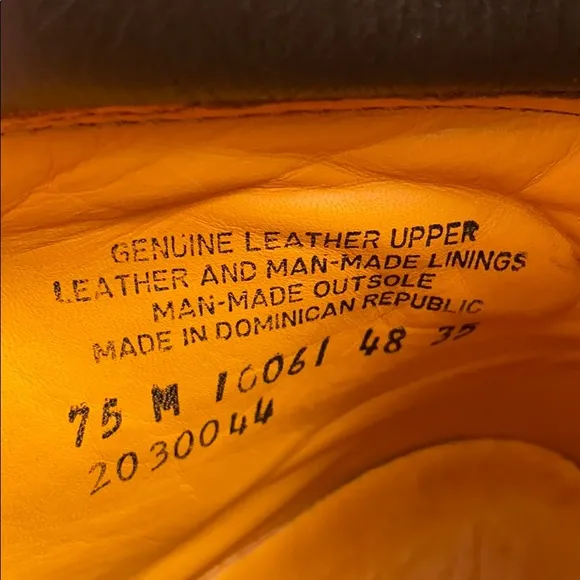 GENUINE LEATHER UPPER
LEATHER AND MAN-MADE LININGS
MAN-MADE OUTSOLE
MADE IN DOMINICAN REPUBLIC
75 M 10061 48 35
2030044